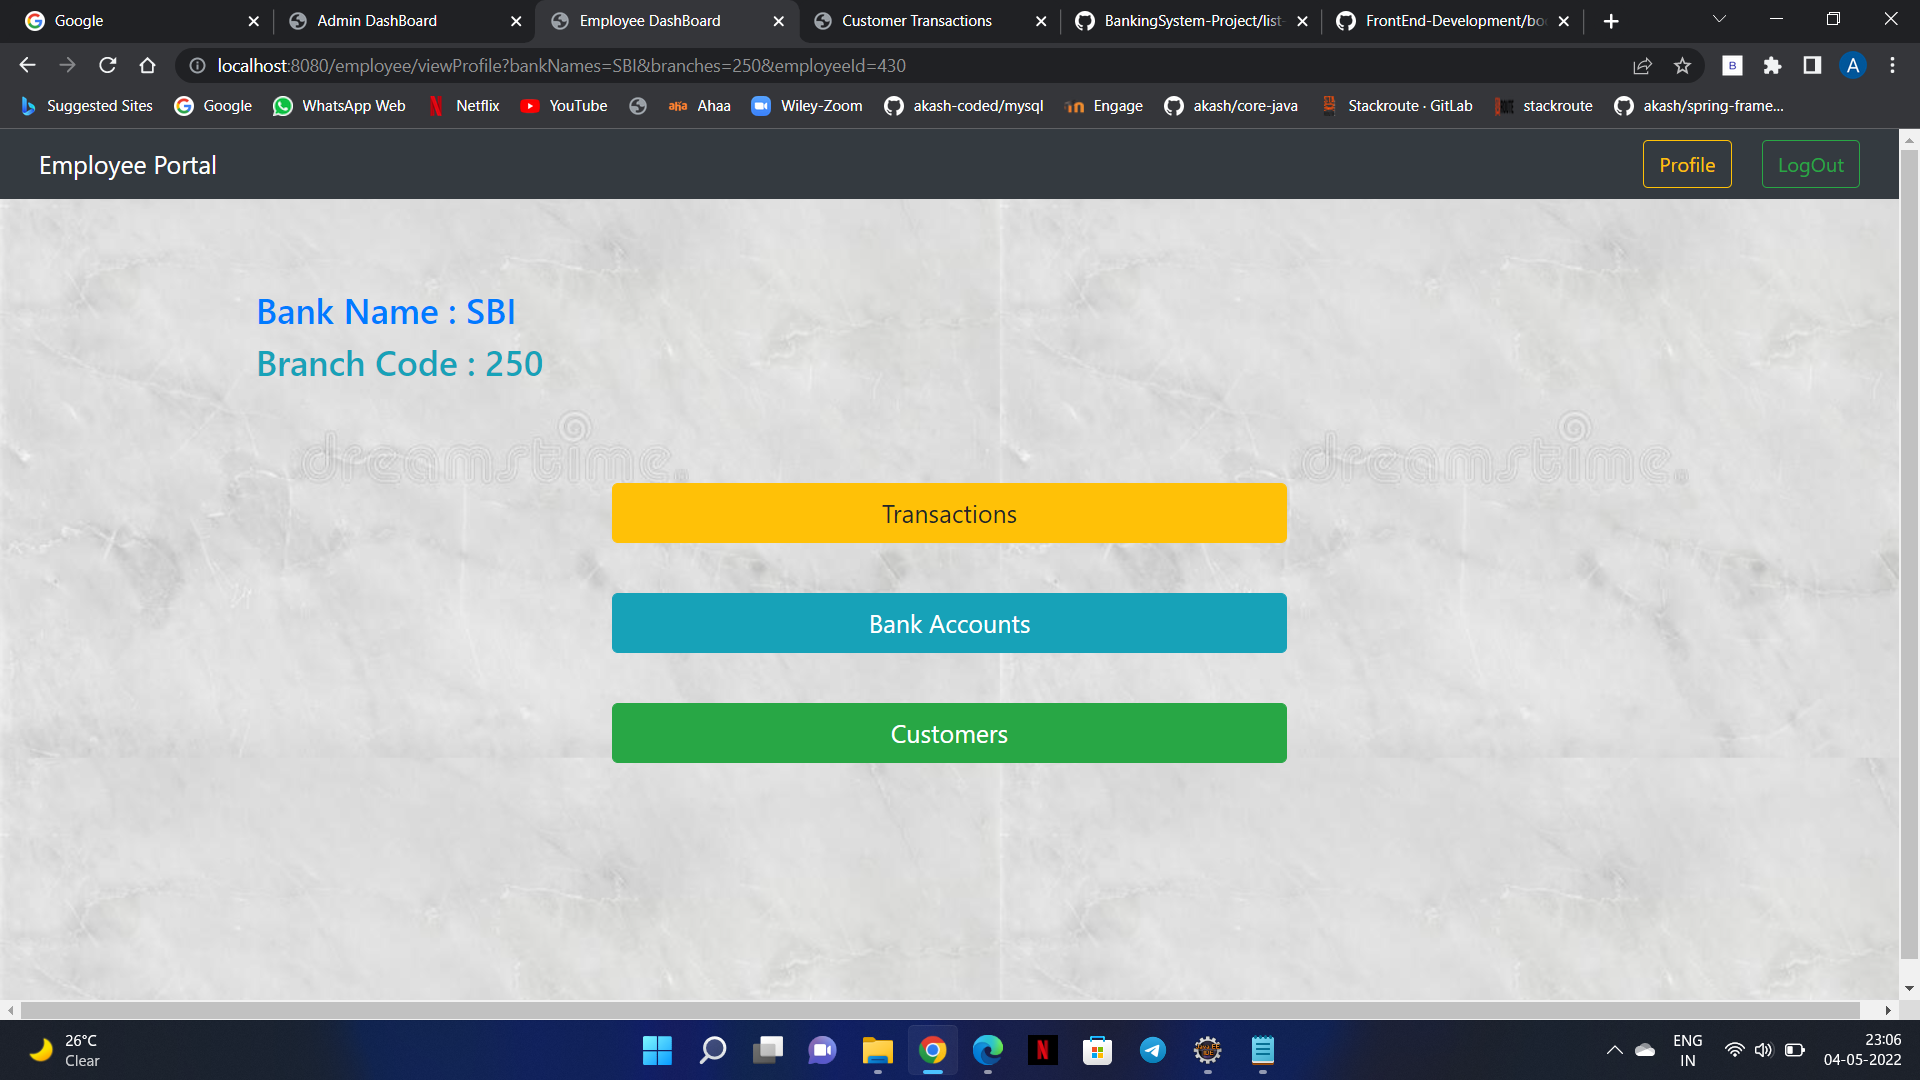 Google
Admin DashBoard
Employee DashBoard
Customer Transactions
BankingSystem-Project/list-
FrontEnd-Development/boo
localhost:8080/employee/viewProfile?bankNames=SBI&branches=250&employeeId=430
B
A
Suggested Sites
Google
WhatsApp Web
Netflix
YouTube
aha
Ahaa
Wiley-Zoom
akash-coded/mysql
Engage
akash/core-java
Stackroute · GitLab
stackroute
akash/spring-frame...
Employee Portal
Profile
LogOut
Bank Name : SBI
Branch Code : 250
dreamstime.
dreamstime.
Transactions
Bank Accounts
Customers
26°C
Clear
ENG
IN
23:06
04-05-2022